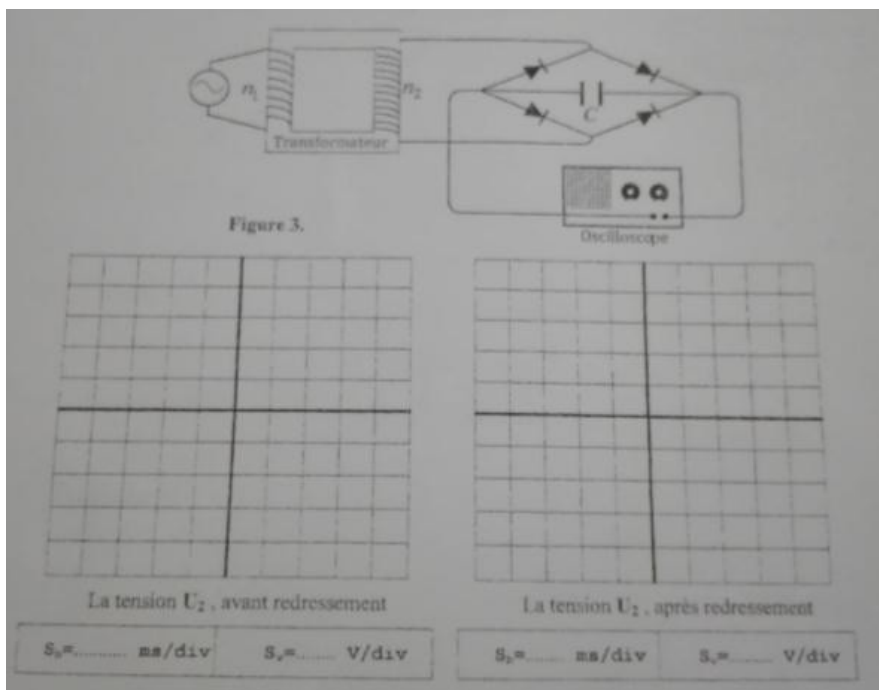 n₁
n₂
C
Transformateur
Figure 3.
Oscilloscope
La tension U₂, avant redressement
La tension U₂, après redressement
Sₕ=......... ms/div
Sᵥ=....... V/div
Sₕ=....... ms/div
Sᵥ=....... V/div